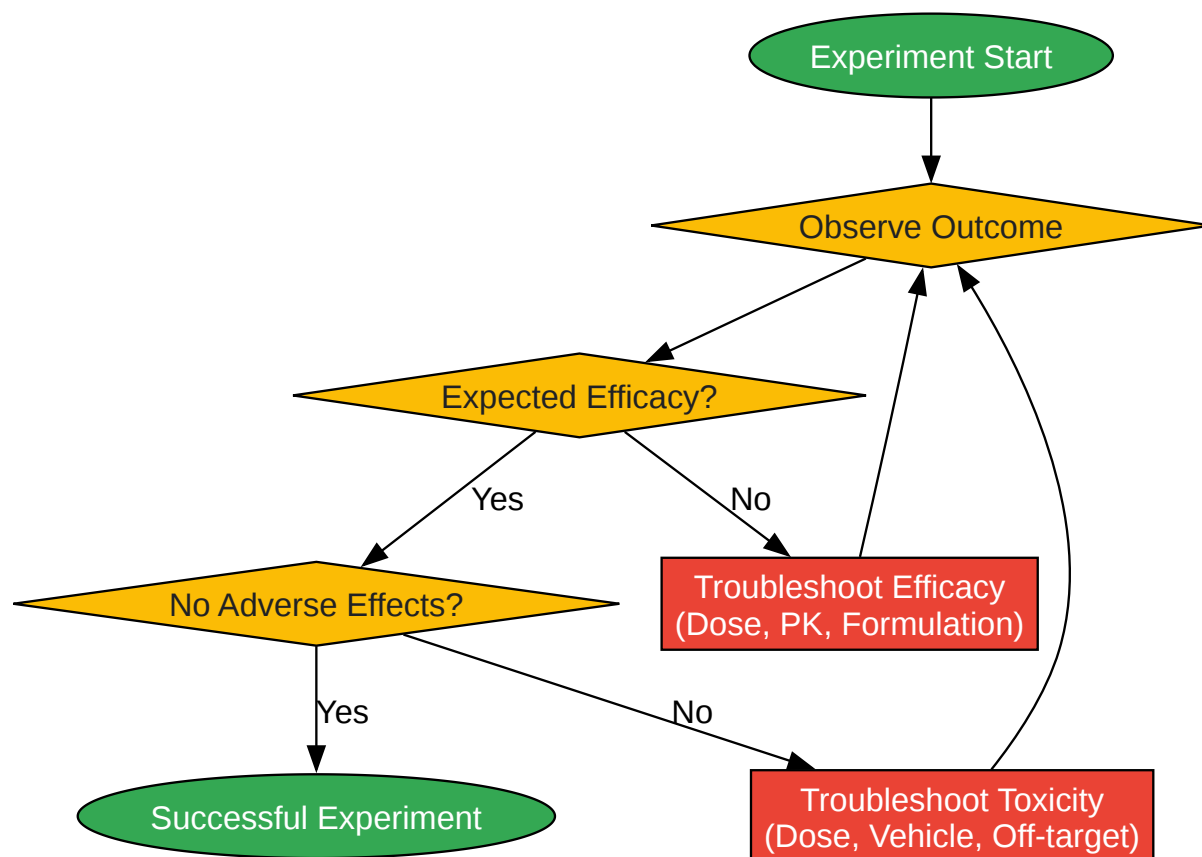 Experiment Start
Observe Outcome
Expected Efficacy?
Yes
No
Troubleshoot Efficacy
(Dose, PK, Formulation)
No Adverse Effects?
Yes
No
Successful Experiment
Troubleshoot Toxicity
(Dose, Vehicle, Off-target)